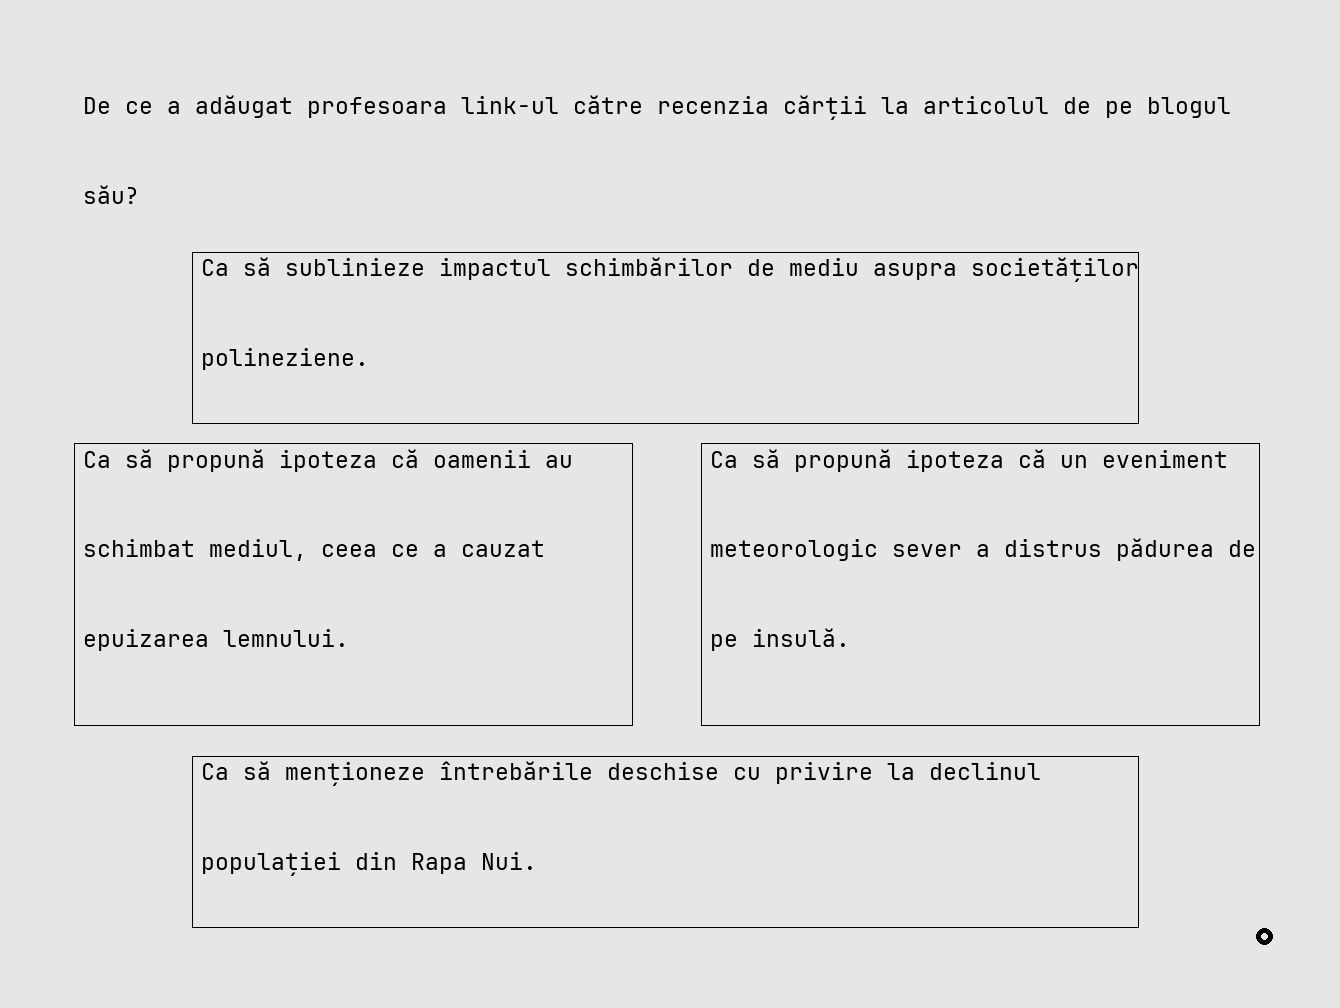 De ce a adăugat profesoara link-ul către recenzia cărții la articolul de pe blogul
său?
Ca să sublinieze impactul schimbărilor de mediu asupra societăților
polineziene.
Ca să propună ipoteza că oamenii au
schimbat mediul, ceea ce a cauzat
epuizarea lemnului.
Ca să propună ipoteza că un eveniment
meteorologic sever a distrus pădurea de
pe insulă.
Ca să menționeze întrebările deschise cu privire la declinul
populației din Rapa Nui.